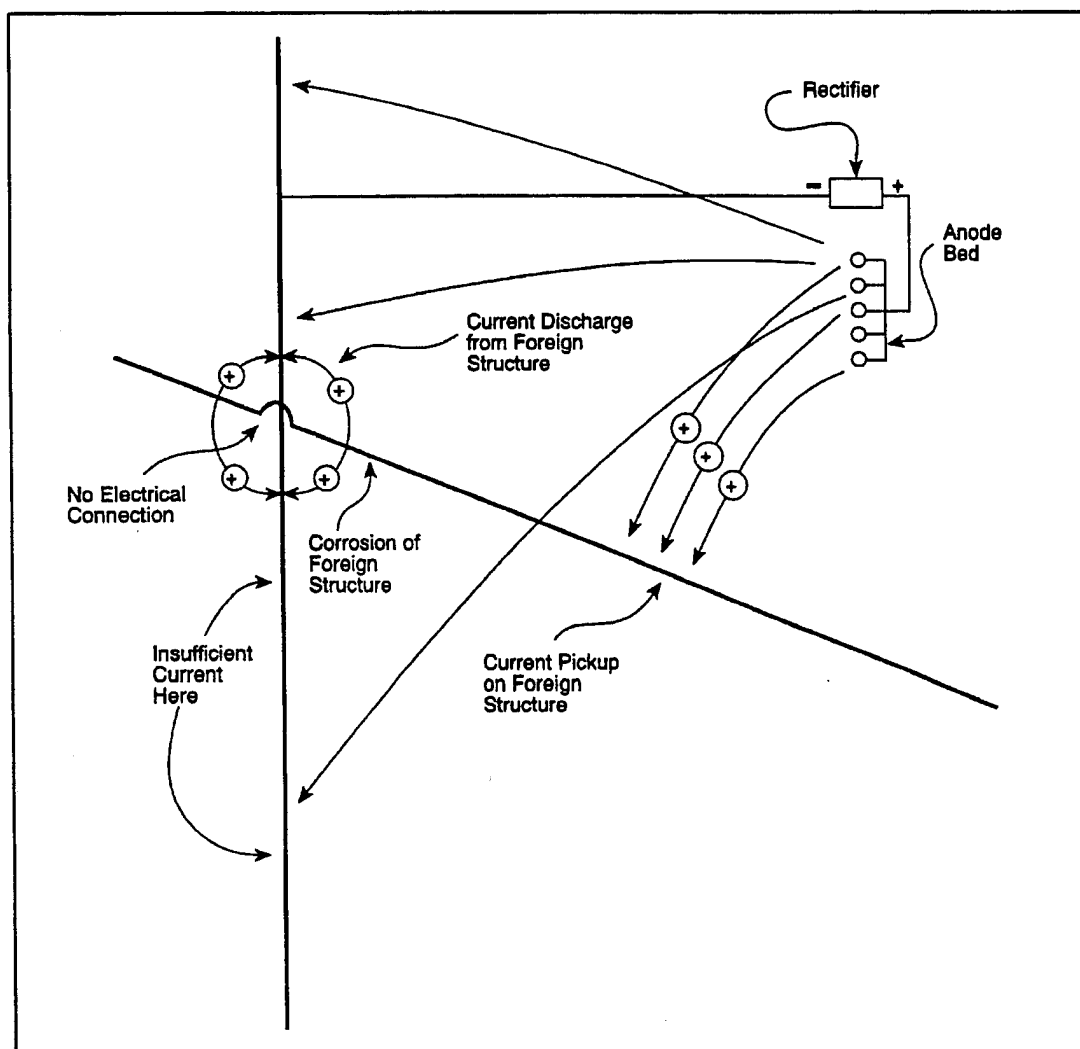 Rectifier
−
+
Anode
Bed
Current Discharge
from Foreign
Structure
+
+
+
+
+
+
+
No Electrical
Connection
Corrosion of
Foreign
Structure
Insufficient
Current
Here
Current Pickup
on Foreign
Structure